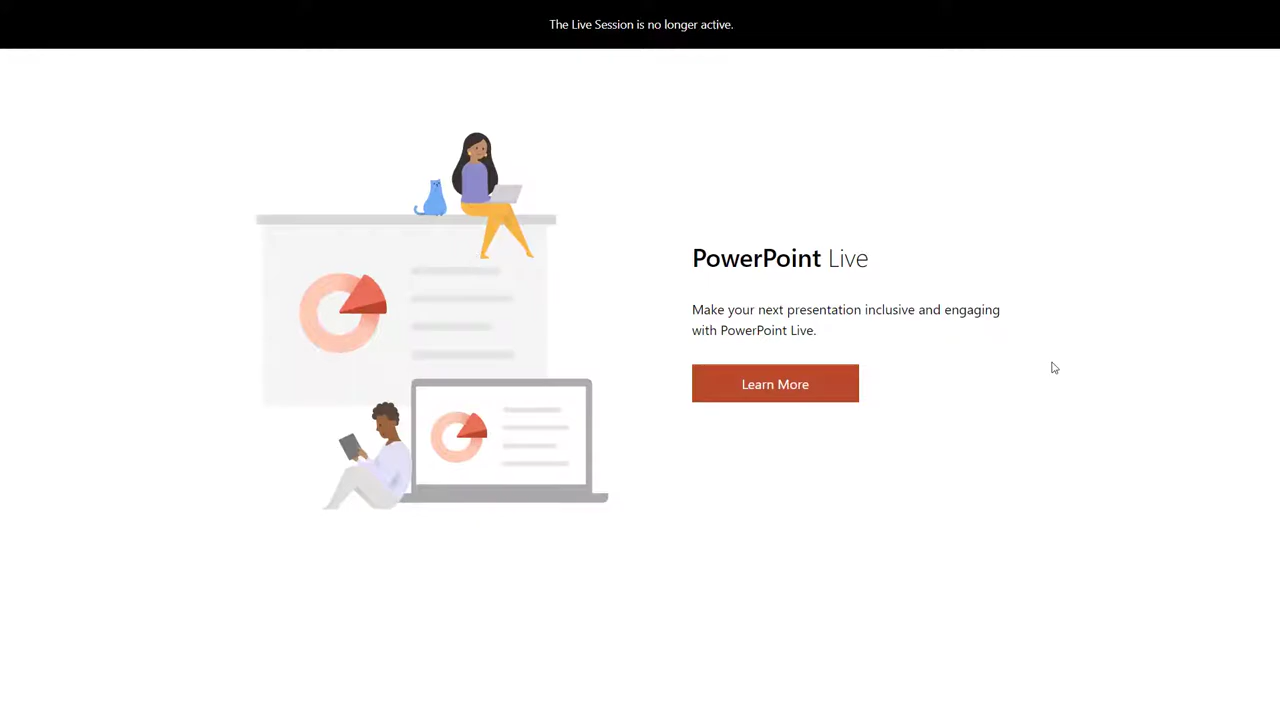 The Live Session is no longer active.
PowerPoint Live
Make your next presentation inclusive and engaging
with PowerPoint Live.
Learn More